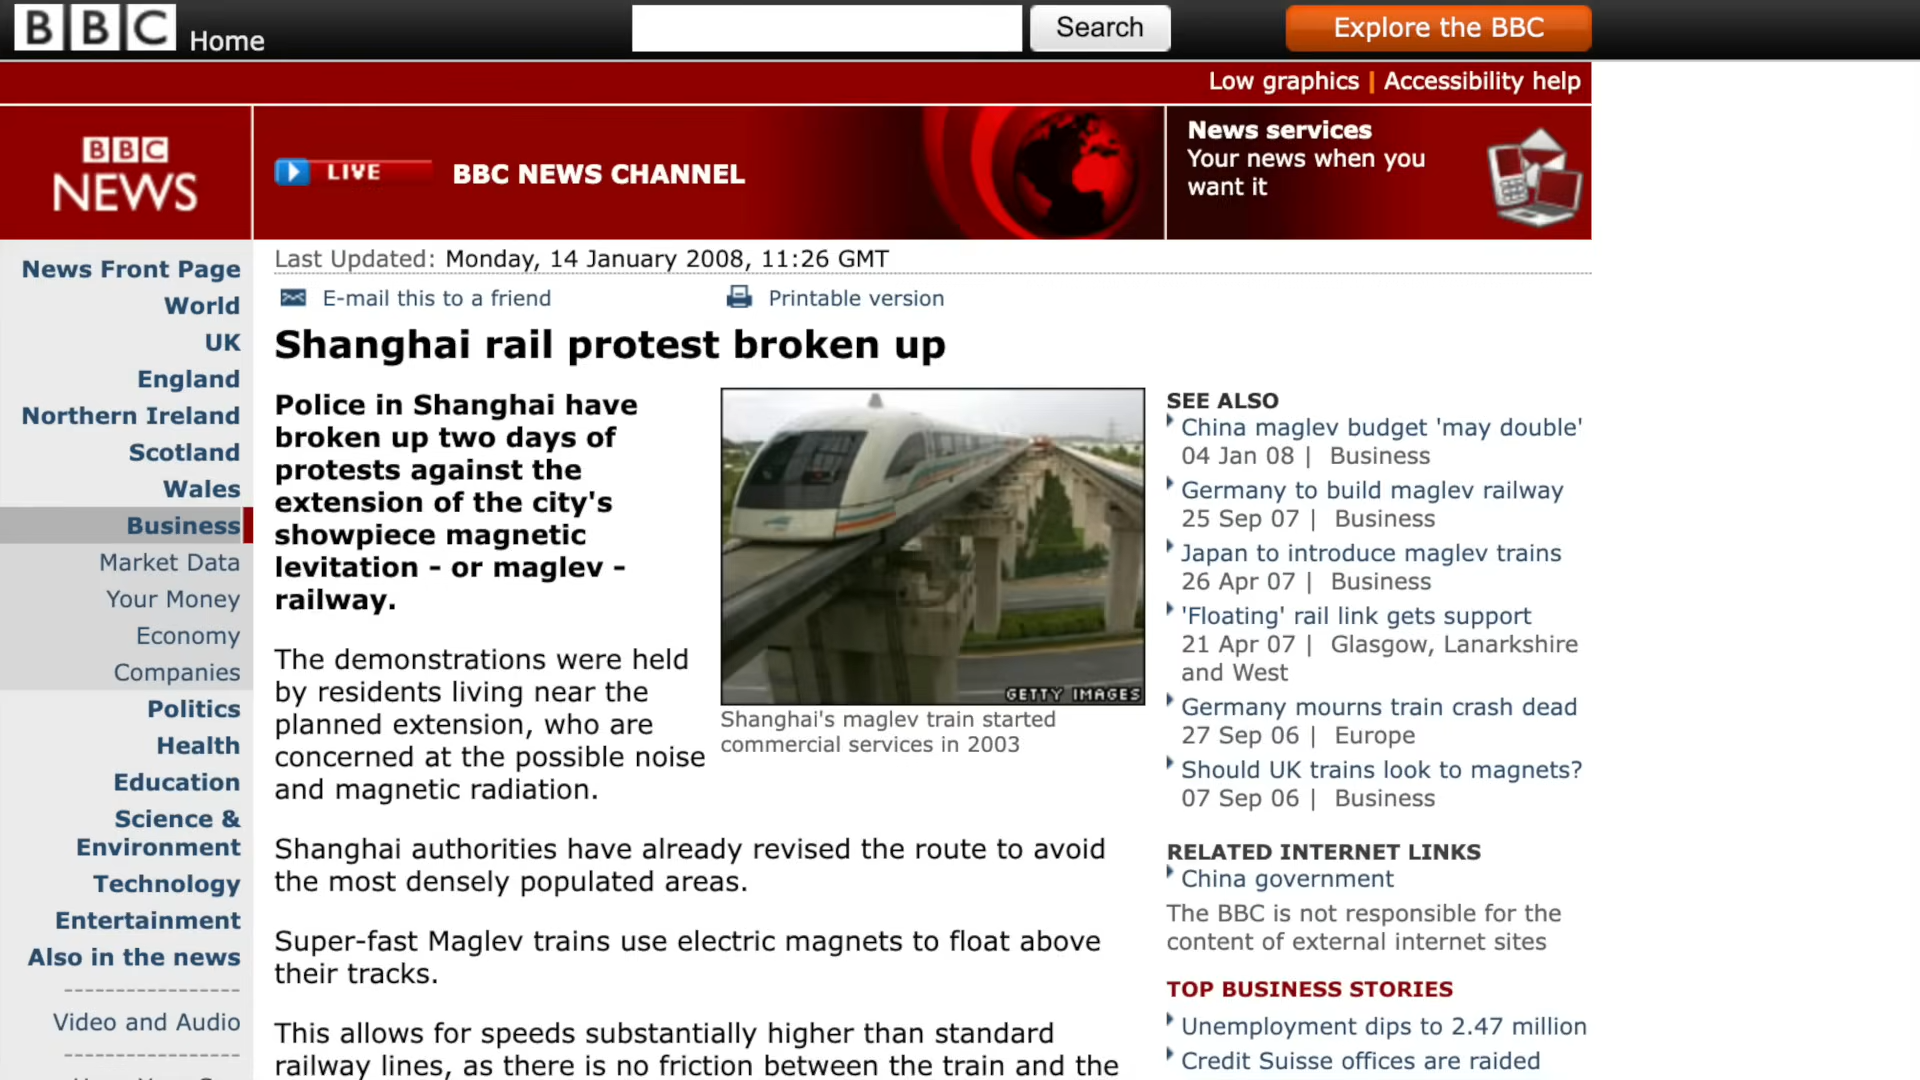 BBC Home
Search
Explore the BBC
Low graphics | Accessibility help
BBC
NEWS
LIVE
BBC NEWS CHANNEL
News services
Your news when you
want it
News Front Page
World
UK
England
Northern Ireland
Scotland
Wales
Business
Market Data
Your Money
Economy
Companies
Politics
Health
Education
Science &
Environment
Technology
Entertainment
Also in the news
-----------------
Video and Audio
-----------------
Last Updated: Monday, 14 January 2008, 11:26 GMT
E-mail this to a friend
Printable version
Shanghai rail protest broken up
Police in Shanghai have
broken up two days of
protests against the
extension of the city's
showpiece magnetic
levitation - or maglev -
railway.
GETTY IMAGES
Shanghai's maglev train started
commercial services in 2003
The demonstrations were held
by residents living near the
planned extension, who are
concerned at the possible noise
and magnetic radiation.
Shanghai authorities have already revised the route to avoid
the most densely populated areas.
Super-fast Maglev trains use electric magnets to float above
their tracks.
This allows for speeds substantially higher than standard
railway lines, as there is no friction between the train and the
SEE ALSO
China maglev budget 'may double'
04 Jan 08 | Business
Germany to build maglev railway
25 Sep 07 | Business
Japan to introduce maglev trains
26 Apr 07 | Business
'Floating' rail link gets support
21 Apr 07 | Glasgow, Lanarkshire
and West
Germany mourns train crash dead
27 Sep 06 | Europe
Should UK trains look to magnets?
07 Sep 06 | Business
RELATED INTERNET LINKS
China government
The BBC is not responsible for the
content of external internet sites
TOP BUSINESS STORIES
Unemployment dips to 2.47 million
Credit Suisse offices are raided